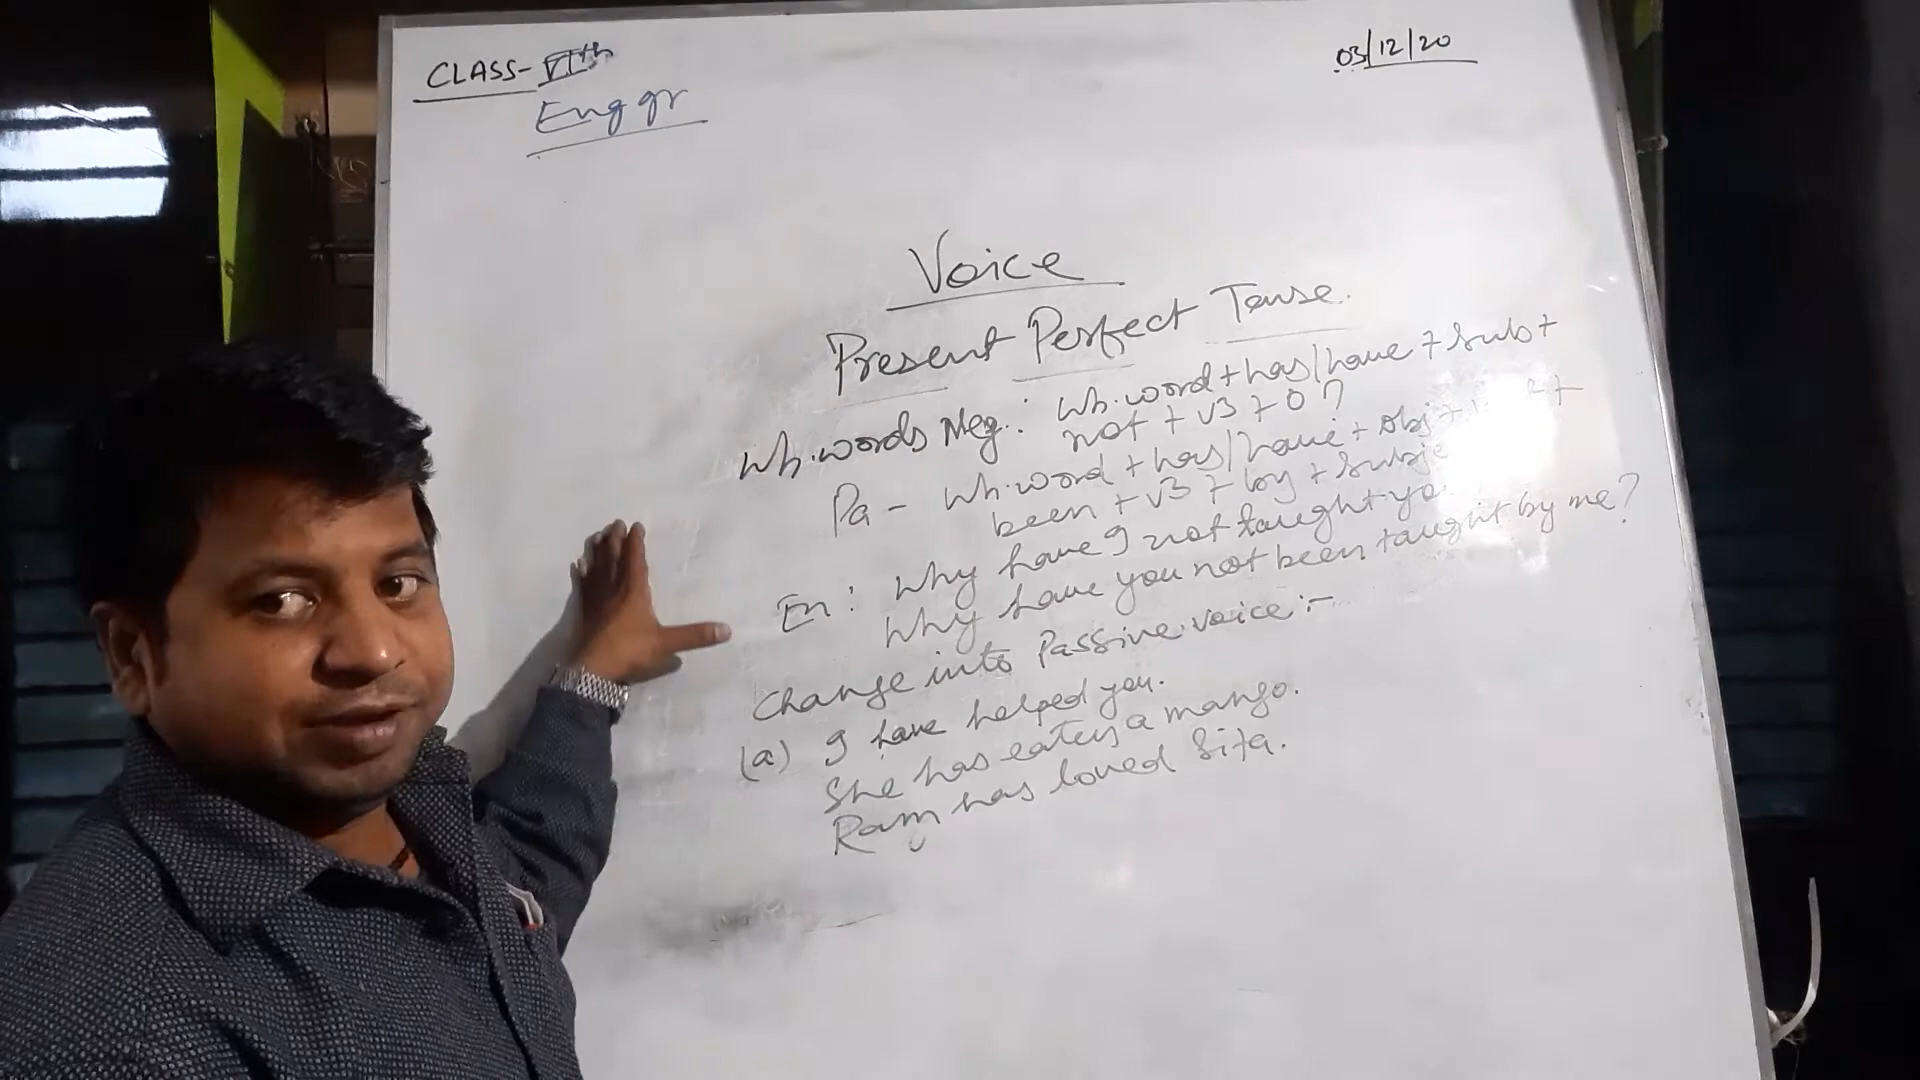 CLASS-VIth
03/12/20
Eng gr
Voice
Present Perfect Tense.
Wh.words Neg.: Wh.word + has/have + sub +
not + v3 + O ?
Pa - Wh.word + has/have + obj +
been + v3 + by + subje
En: Why have I not taught yo
Why have you not been taught by me?
Change into Passive voice :-
(a) I have helped you.
She has eaten a mango.
Ram has loved Sita.